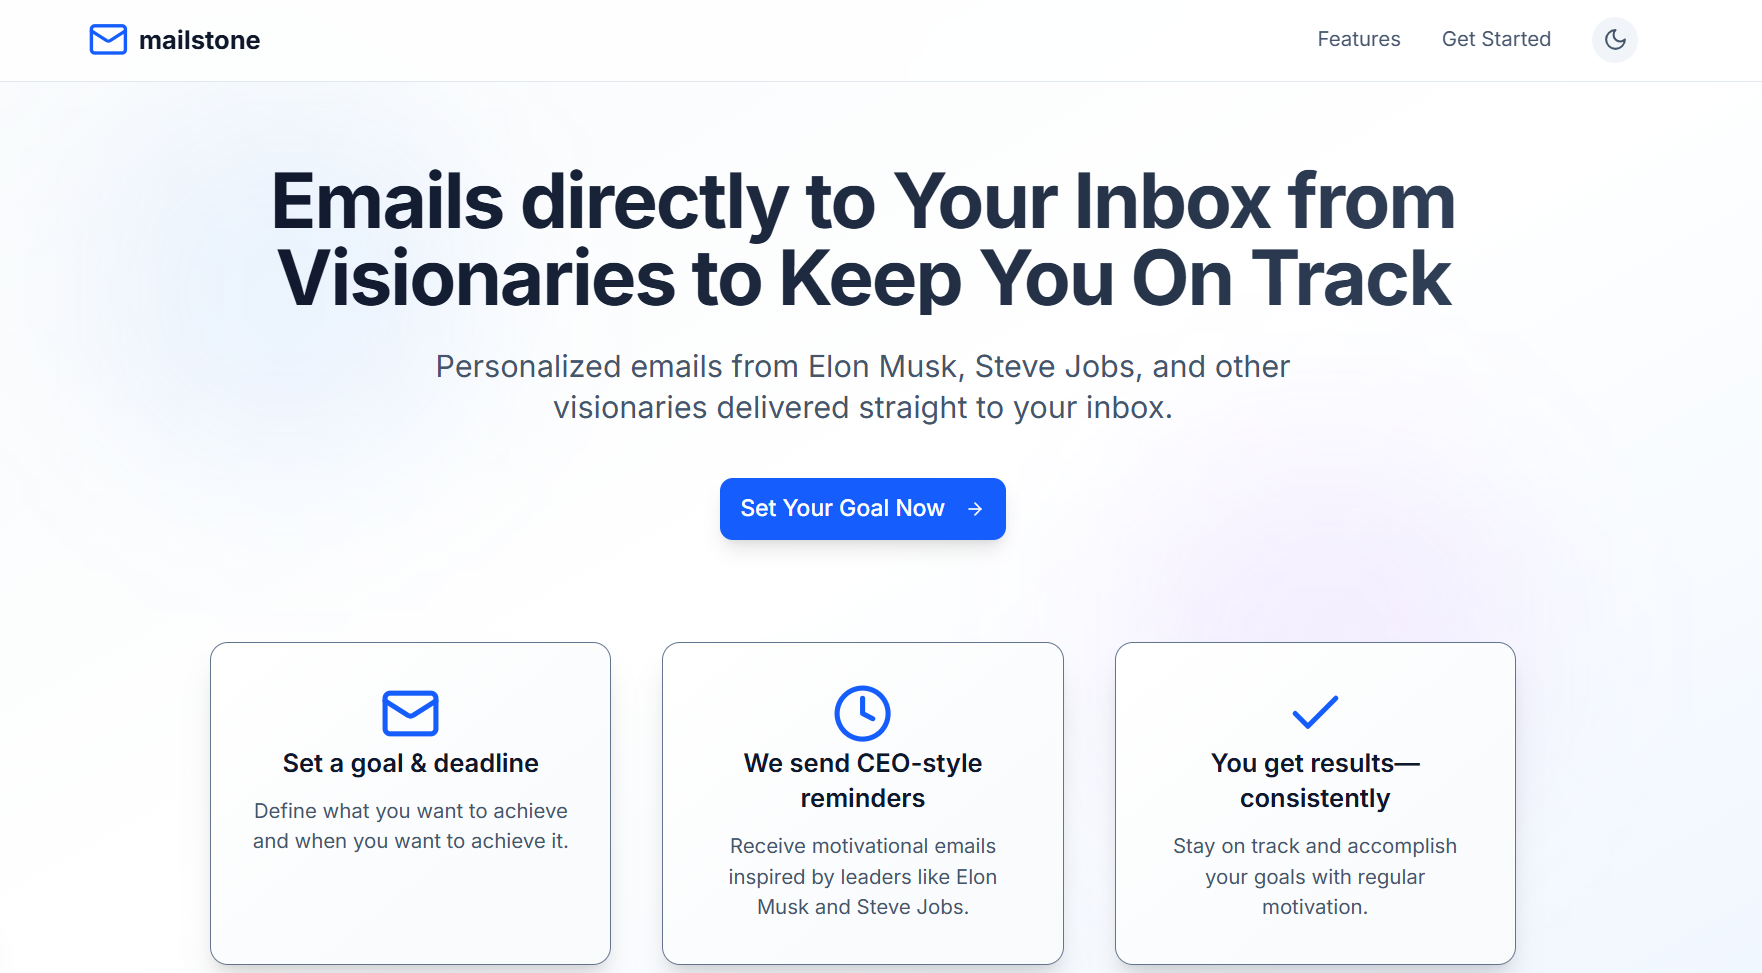 mailstone
Features
Get Started
Emails directly to Your Inbox from
Visionaries to Keep You On Track
Personalized emails from Elon Musk, Steve Jobs, and other
visionaries delivered straight to your inbox.
Set Your Goal Now →
Set a goal & deadline
Define what you want to achieve
and when you want to achieve it.
We send CEO-style
reminders
Receive motivational emails
inspired by leaders like Elon
Musk and Steve Jobs.
You get results—
consistently
Stay on track and accomplish
your goals with regular
motivation.